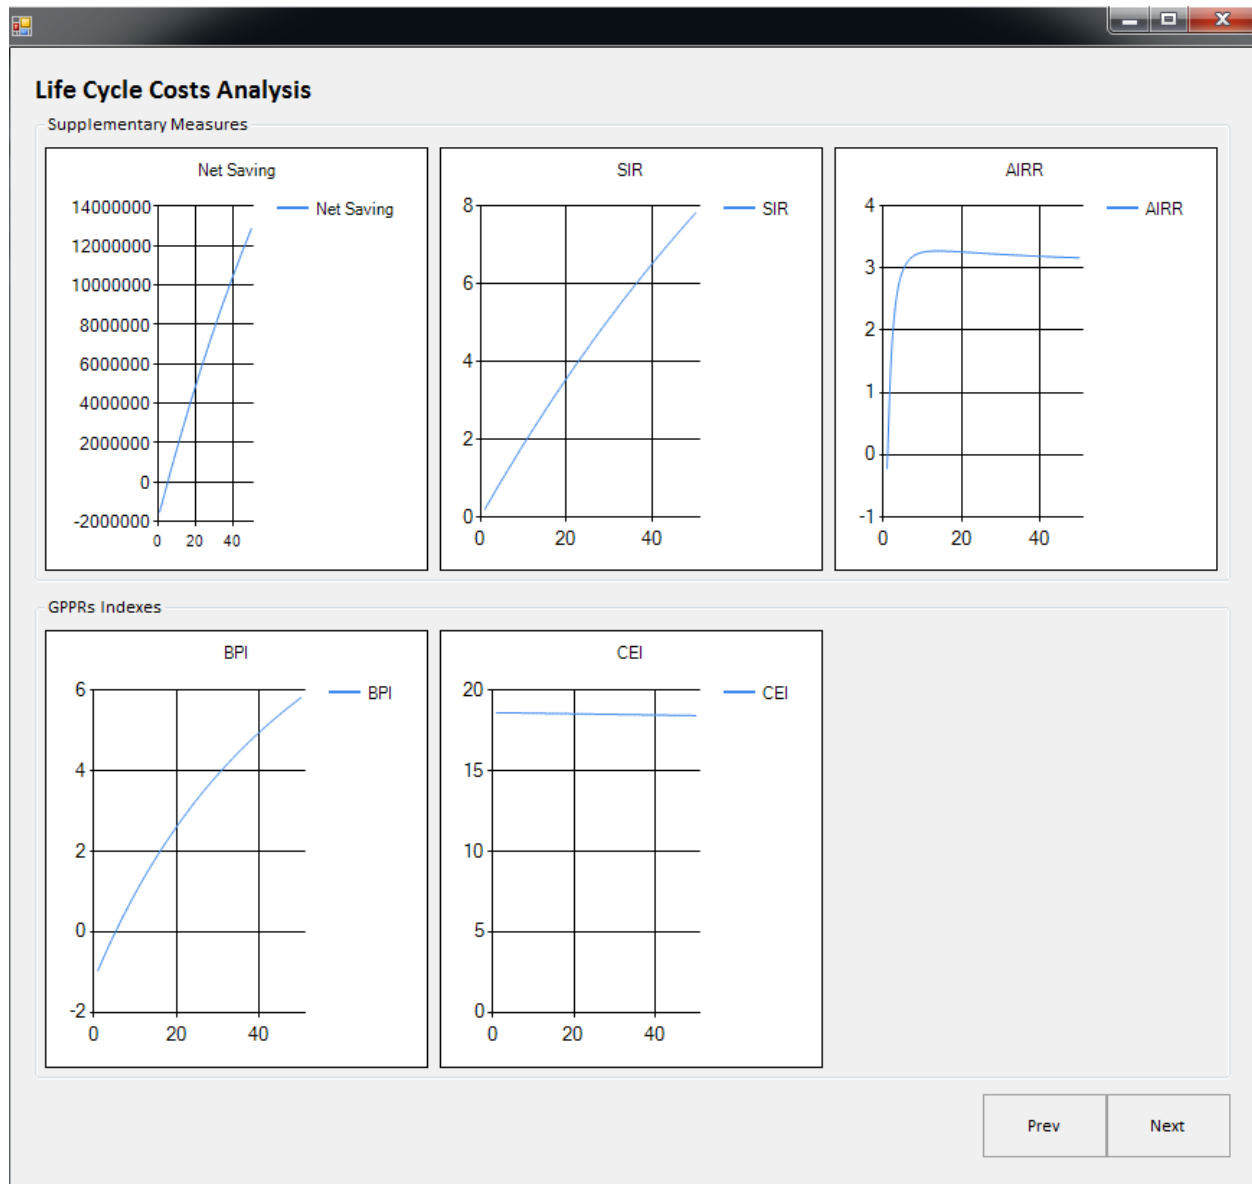 Life Cycle Costs Analysis
Supplementary Measures
Net Saving
Net Saving
14000000
12000000
10000000
8000000
6000000
4000000
2000000
0
-2000000
0 20 40
SIR
SIR
8
6
4
2
0
0 20 40
AIRR
AIRR
4
3
2
1
0
-1
0 20 40
GPPRs Indexes
BPI
BPI
6
4
2
0
-2
0 20 40
CEI
CEI
20
15
10
5
0
0 20 40
Prev
Next